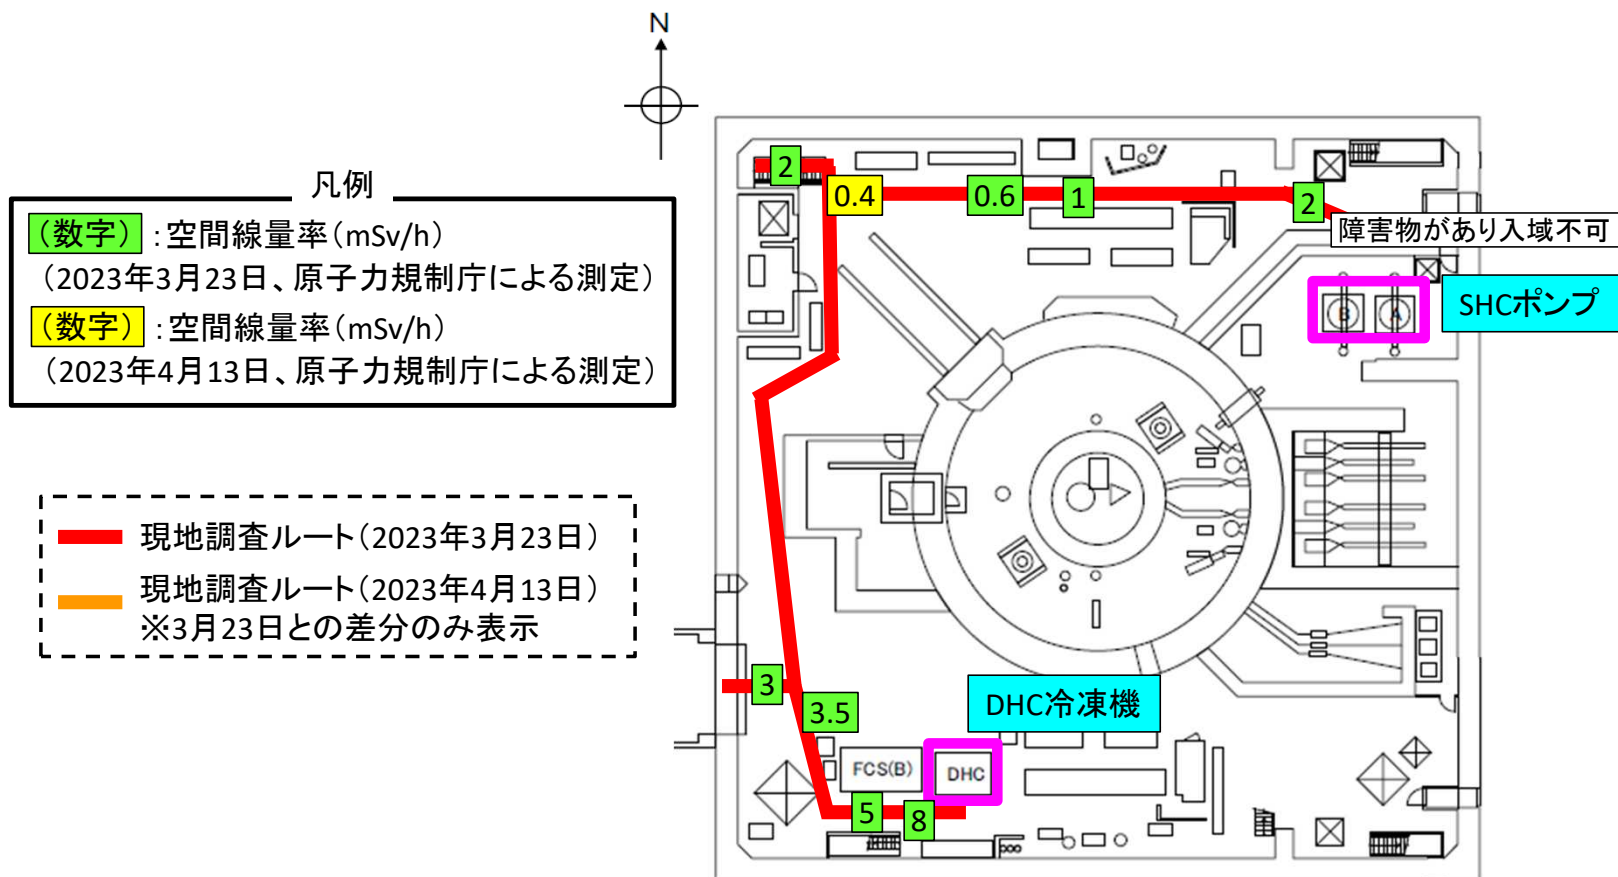 N
凡例
(数字):空間線量率(mSv/h)
(2023年3月23日、原子力規制庁による測定)
(数字):空間線量率(mSv/h)
(2023年4月13日、原子力規制庁による測定)
現地調査ルート(2023年3月23日)
現地調査ルート(2023年4月13日)
※3月23日との差分のみ表示
2
0.4
0.6
1
2
障害物があり入域不可
SHCポンプ
B
A
3
3.5
DHC冷凍機
FCS(B)
DHC
5
8